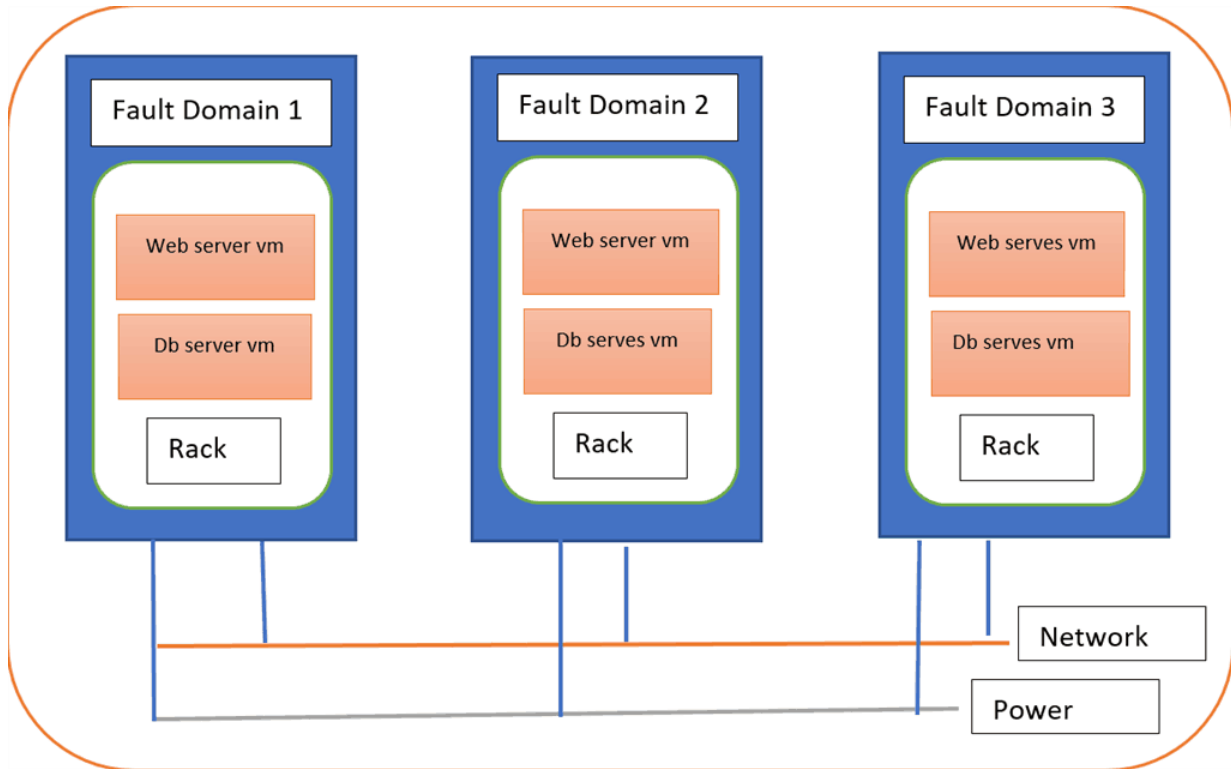 Fault Domain 1
Fault Domain 2
Fault Domain 3
Web server vm
Web server vm
Web serves vm
Db server vm
Db serves vm
Db serves vm
Rack
Rack
Rack
Network
Power